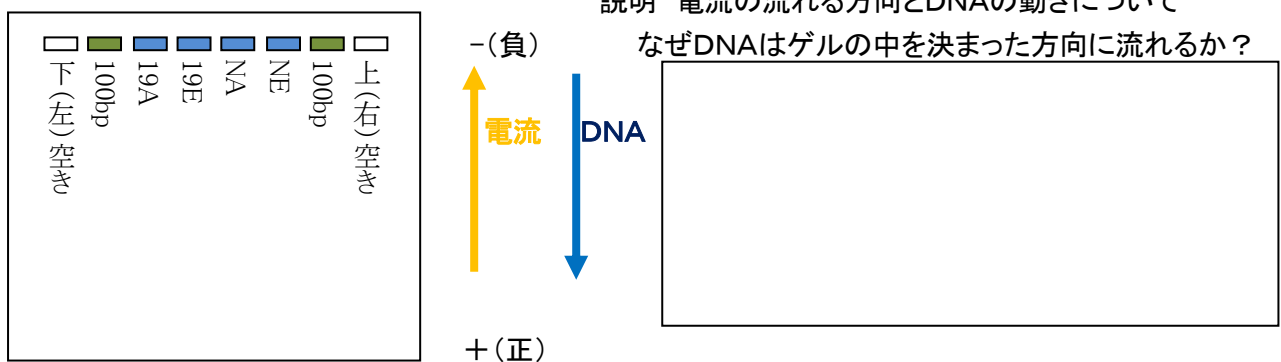 説明 電流の流れる方向とDNAの動きについて
なぜDNAはゲルの中を決まった方向に流れるか？
下(左)空き
100bp
19A
19E
NA
NE
100bp
上(右)空き
-(負)
電流
DNA
＋(正)